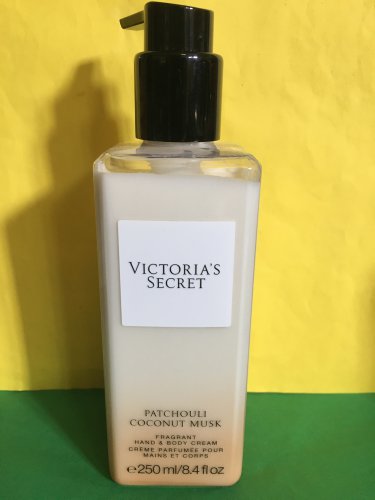 VICTORIA'S
SECRET
PATCHOULI
COCONUT MUSK
FRAGRANT
HAND & BODY CREAM
CRÈME PARFUMÉE POUR
MAINS ET CORPS
℮250 ml/8.4 fl oz